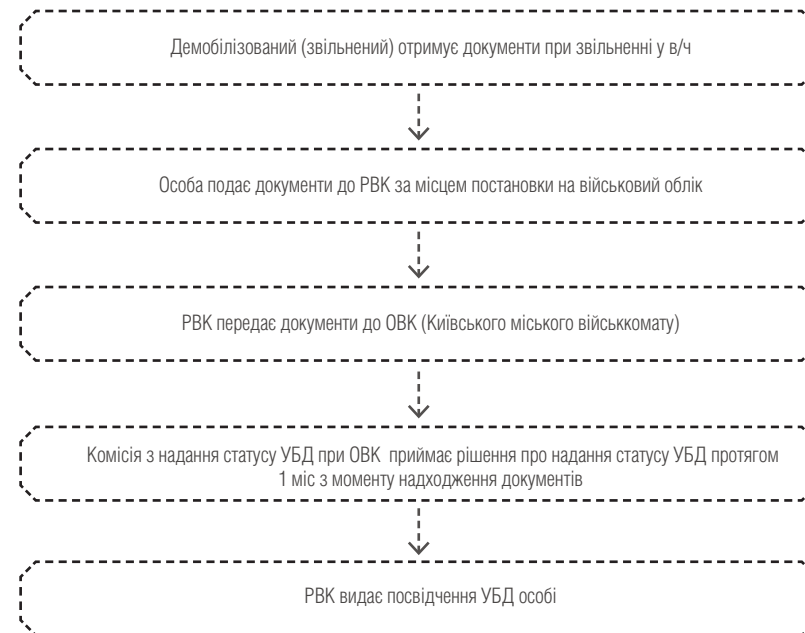 Демобілізований (звільнений) отримує документи при звільненні у в/ч
Особа подає документи до РВК за місцем постановки на військовий облік
РВК передає документи до ОВК (Київського міського військкомату)
Комісія з надання статусу УБД при ОВК приймає рішення про надання статусу УБД протягом
1 міс з моменту надходження документів
РВК видає посвідчення УБД особі